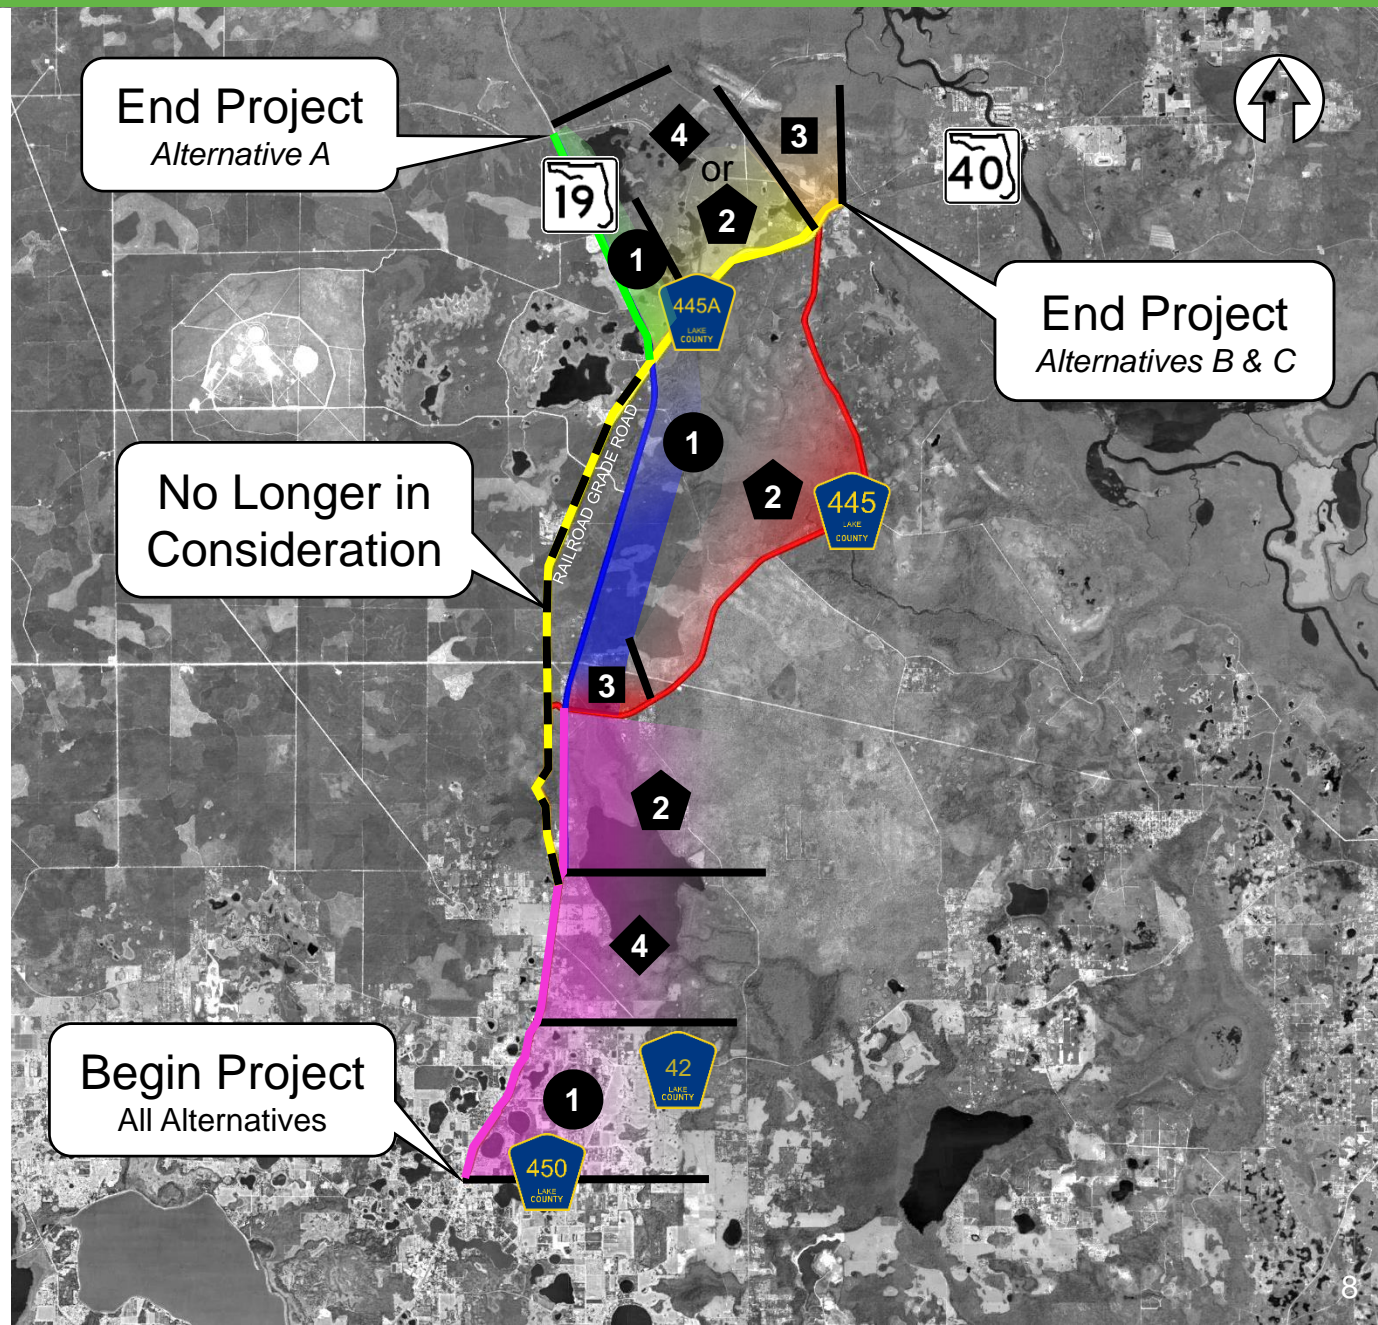 End Project
Alternative A
4
or
2
3
19
40
1
445A
LAKE
COUNTY
End Project
Alternatives B & C
1
RAILROAD GRADE ROAD
No Longer in
Consideration
2
445
LAKE
COUNTY
3
2
4
42
LAKE
COUNTY
Begin Project
All Alternatives
1
450
LAKE
COUNTY
8